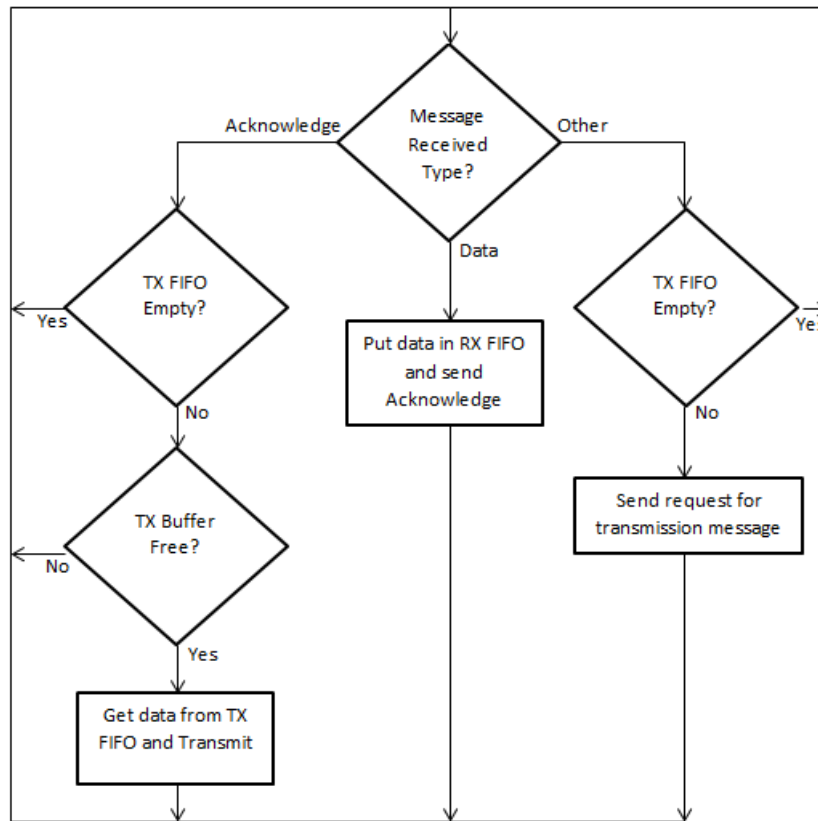 Message
Received
Type?
Acknowledge
Other
Data
TX FIFO
Empty?
Yes
No
Put data in RX FIFO
and send
Acknowledge
TX FIFO
Empty?
Yes
No
TX Buffer
Free?
No
Yes
Send request for
transmission message
Get data from TX
FIFO and Transmit